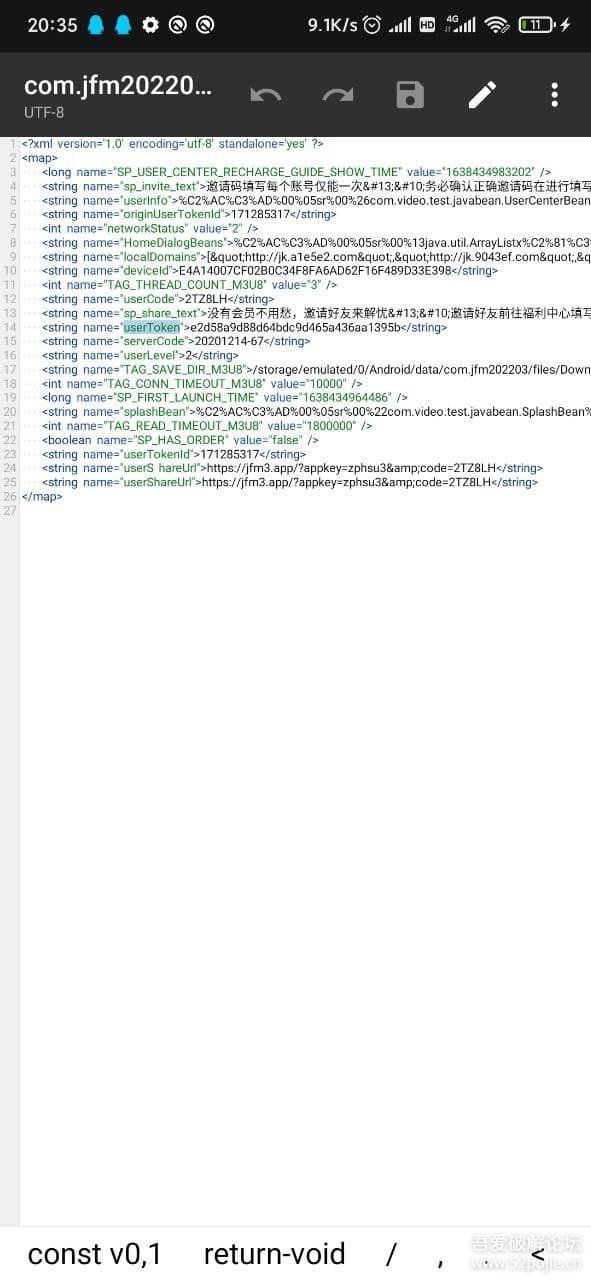 20:35 9.1K/s HD 4G 11
com.jfm20220...
UTF-8
1 <?xml version='1.0' encoding='utf-8' standalone='yes' ?>
2 <map>
3 <long name="SP_USER_CENTER_RECHARGE_GUIDE_SHOW_TIME" value="1638434983202" />
4 <string name="sp_invite_text">邀请码填写每个账号仅能一次&#13;&#10;务必确认正确邀请码在进行填写
5 <string name="userInfo">%C2%AC%C3%AD%00%05sr%00%26com.video.test.javabean.UserCenterBean
6 <string name="originUserTokenId">171285317</string>
7 <int name="networkStatus" value="2" />
8 <string name="HomeDialogBeans">%C2%AC%C3%AD%00%05sr%00%13java.util.ArrayListx%C2%81%C3
9 <string name="localDomains">[&quot;http://jk.a1e5e2.com&quot;,&quot;http://jk.9043ef.com&quot;,&q
10 <string name="deviceId">E4A14007CF02B0C34F8FA6AD62F16F489D33E398</string>
11 <int name="TAG_THREAD_COUNT_M3U8" value="3" />
12 <string name="userCode">2TZ8LH</string>
13 <string name="sp_share_text">没有会员不用愁，邀请好友来解忧&#13;&#10;邀请好友前往福利中心填写
14 <string name="userToken">e2d58a9d88d64bdc9d465a436aa1395b</string>
15 <string name="serverCode">20201214-67</string>
16 <string name="userLevel">2</string>
17 <string name="TAG_SAVE_DIR_M3U8">/storage/emulated/0/Android/data/com.jfm202203/files/Down
18 <int name="TAG_CONN_TIMEOUT_M3U8" value="10000" />
19 <long name="SP_FIRST_LAUNCH_TIME" value="1638434964486" />
20 <string name="splashBean">%C2%AC%C3%AD%00%05sr%00%22com.video.test.javabean.SplashBean%
21 <int name="TAG_READ_TIMEOUT_M3U8" value="1800000" />
22 <boolean name="SP_HAS_ORDER" value="false" />
23 <string name="userTokenId">171285317</string>
24 <string name="userS hareUrl">https://jfm3.app/?appkey=zphsu3&amp;code=2TZ8LH</string>
25 <string name="userShareUrl">https://jfm3.app/?appkey=zphsu3&amp;code=2TZ8LH</string>
26 </map>
27
const v0,1 return-void / , . <
吾爱破解论坛
www.52pojie.cn